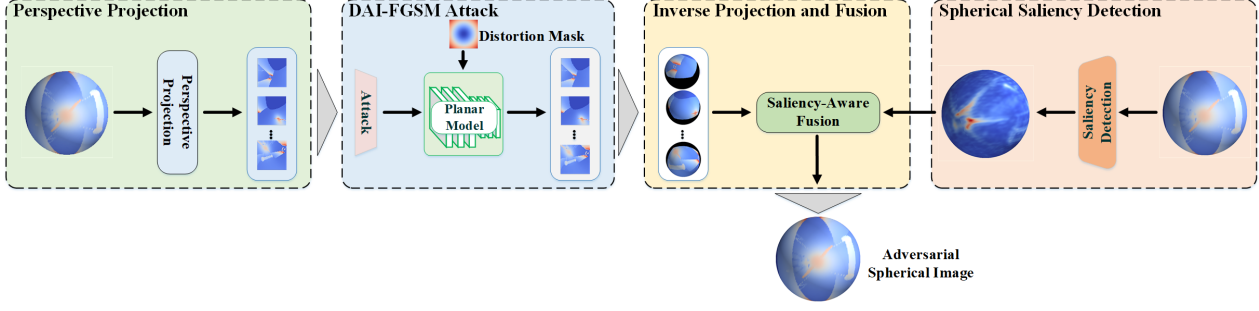 Perspective Projection
Perspective
Projection
DAI-FGSM Attack
Distortion Mask
Attack
Planar
Model
Inverse Projection and Fusion
Saliency-Aware
Fusion
Spherical Saliency Detection
Saliency
Detection
Adversarial
Spherical Image